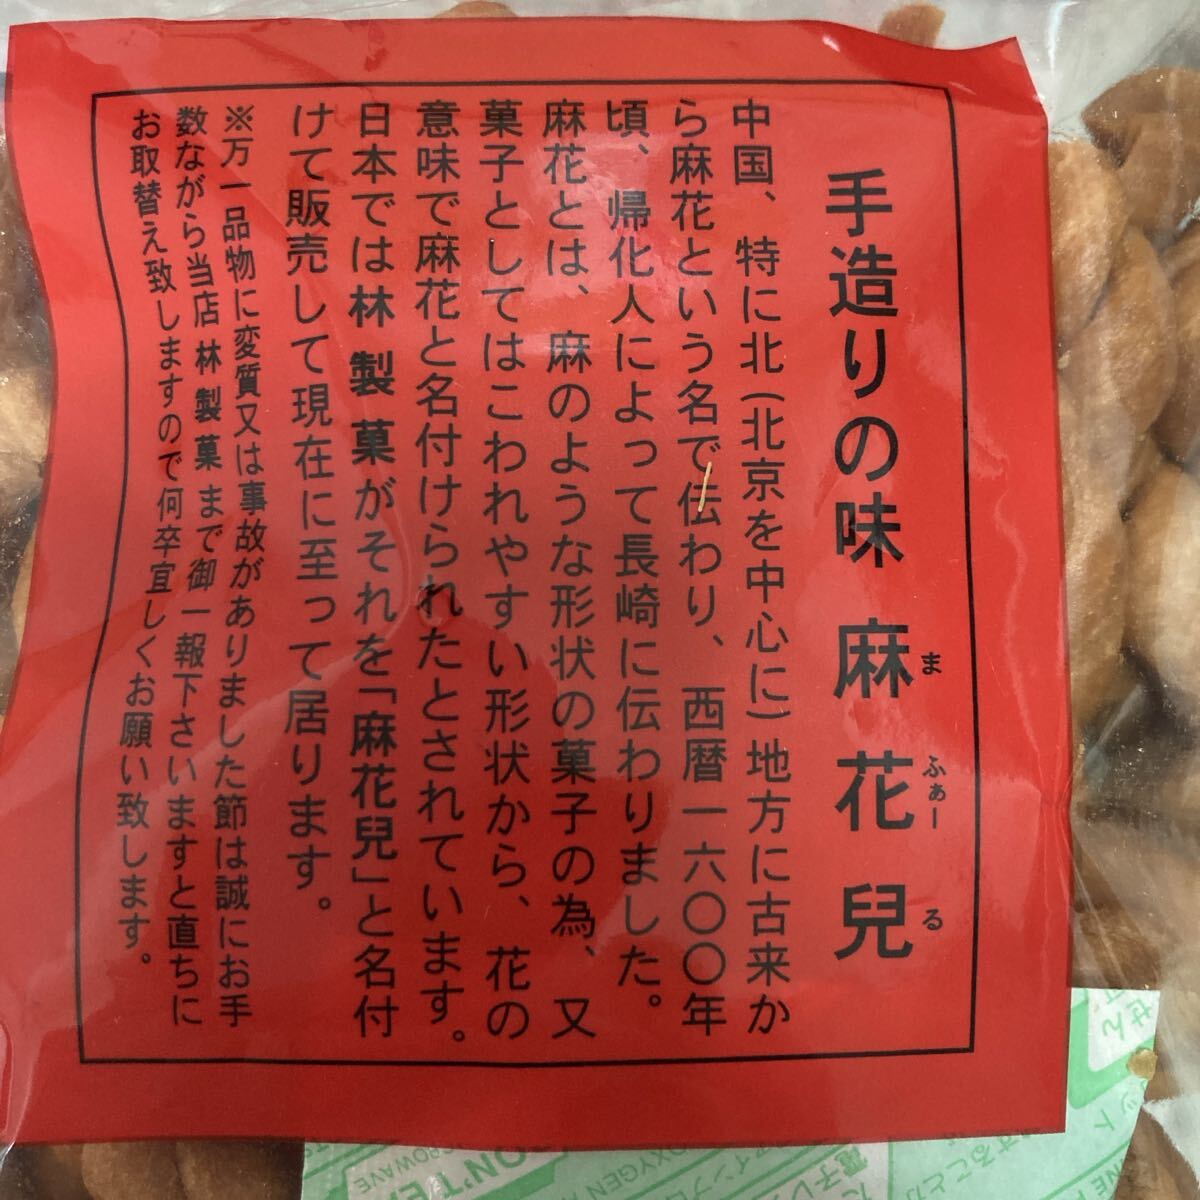 手造りの味 麻花兒
まふぁーる
中国、特に北(北京を中心に)地方に古来か
ら麻花という名で伝わり、西暦一六〇〇年
頃、帰化人によって長崎に伝わりました。
麻花とは、麻のような形状の菓子の為、又
菓子としてはこわれやすい形状から、花の
意味で麻花と名付けられたとされています。
日本では林製菓がそれを「麻花兒」と名付
けて販売して現在に至って居ります。
※万一品物に変質又は事故がありました節は誠にお手
数ながら当店林製菓まで御一報下さいますと直ちに
お取替え致しますので何卒宜しくお願い致します。
OXYGEN